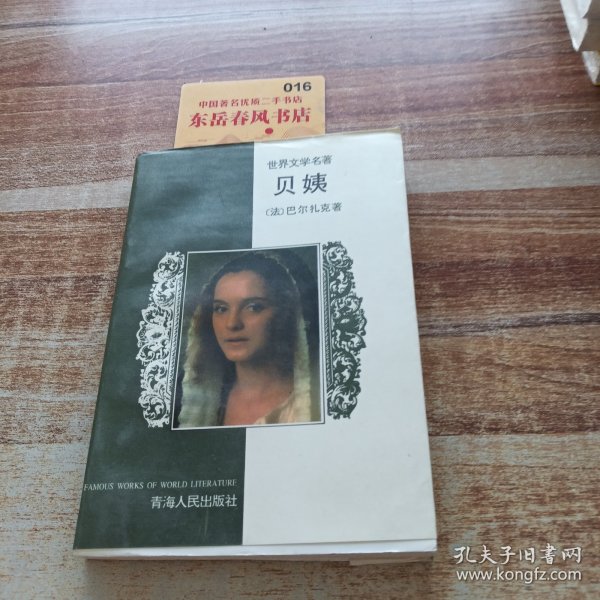 016
中国著名优质二手书店
东岳春风书店
世界文学名著
贝姨
〔法〕巴尔扎克著
FAMOUS WORKS OF WORLD LITERATURE
青海人民出版社
孔夫子旧书网
www.kongfz.com